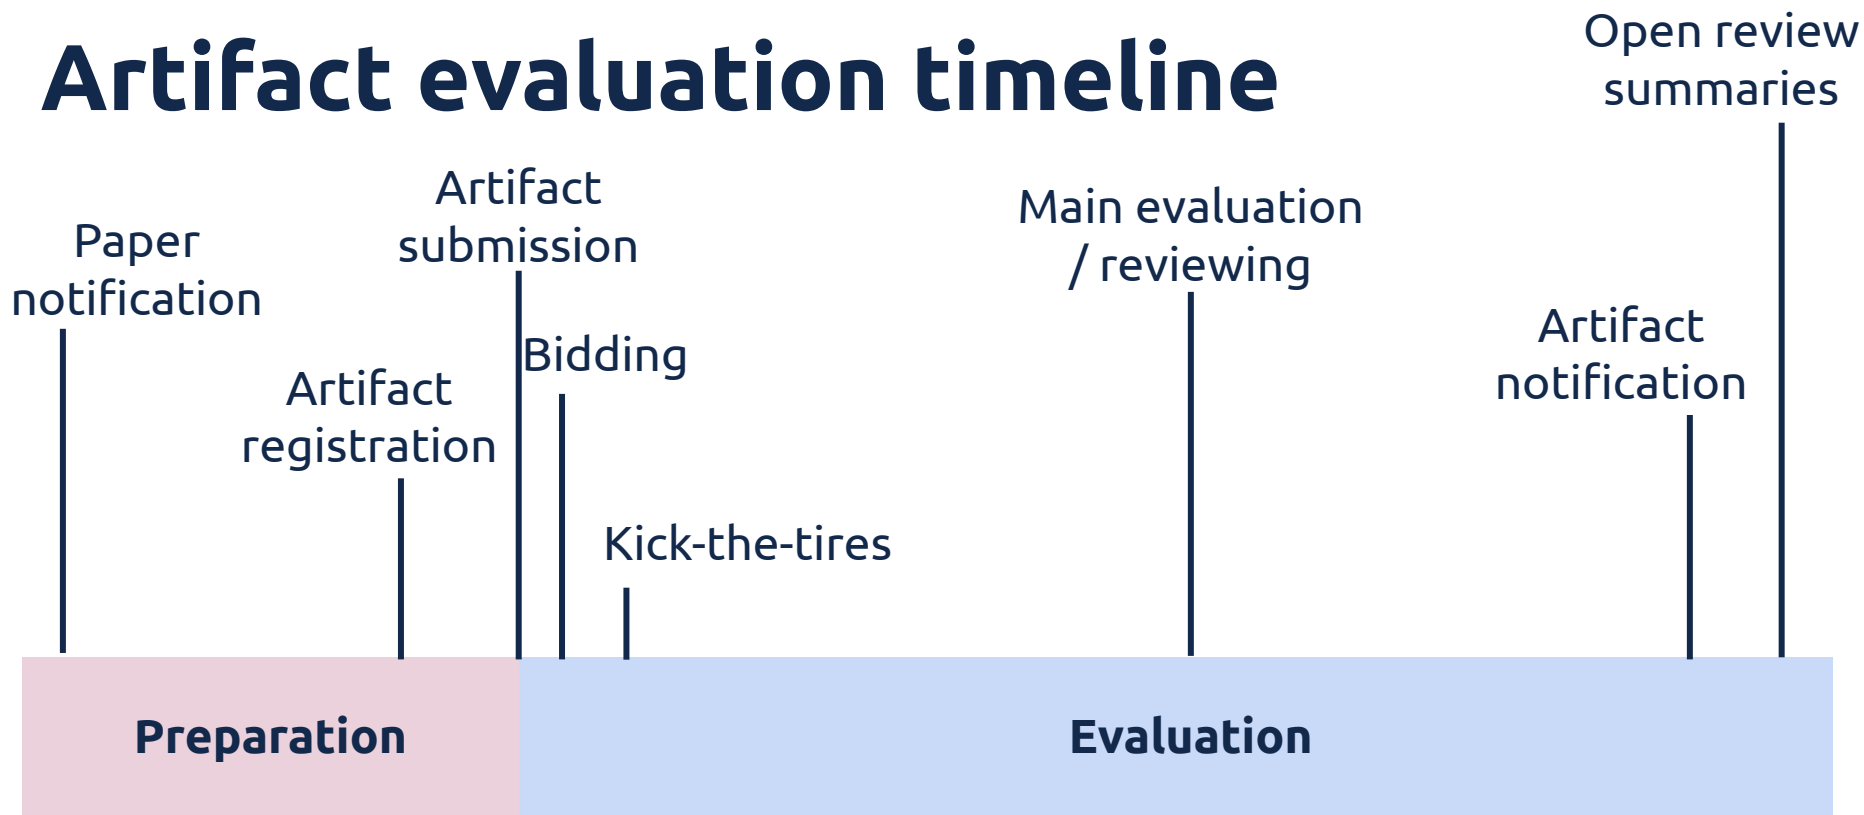 Artifact evaluation timeline
Paper
notification
Artifact
registration
Artifact
submission
Bidding
Kick-the-tires
Main evaluation
/ reviewing
Artifact
notification
Open review
summaries
Preparation
Evaluation